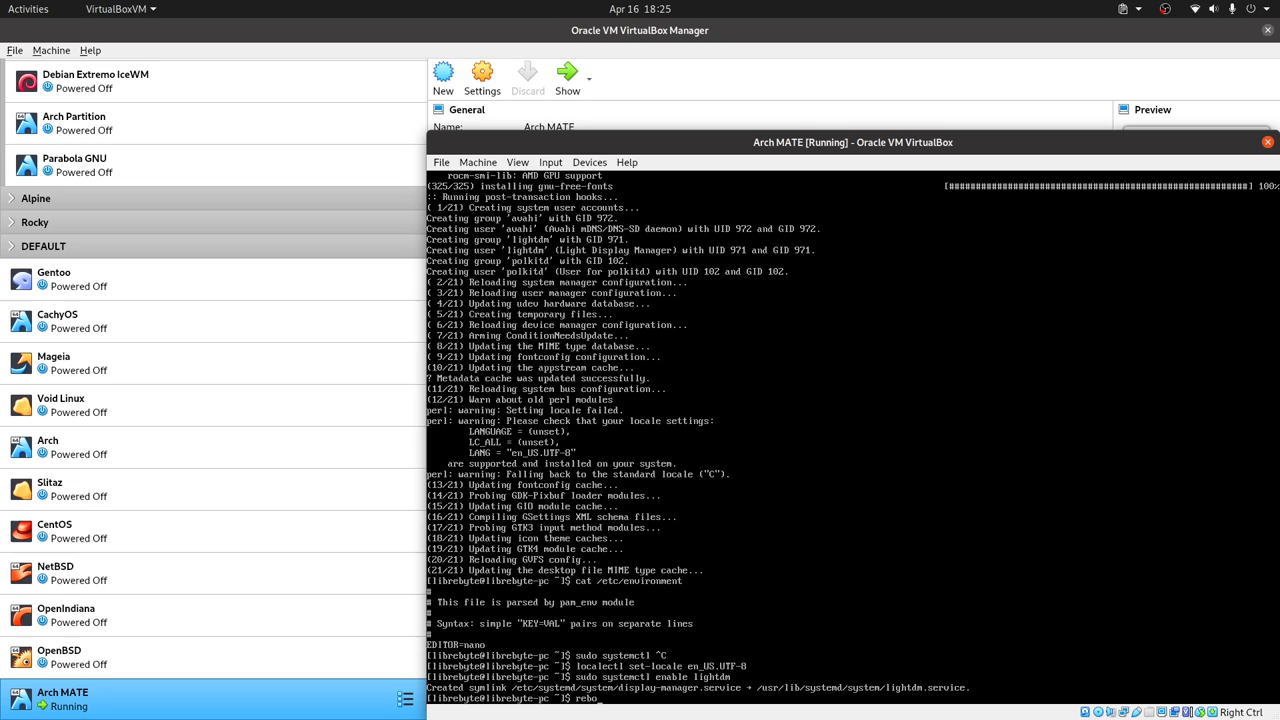 Activities
VirtualBoxVM
Apr 16 18:25
Oracle VM VirtualBox Manager
File Machine Help
Debian Extremo IceWM
Powered Off
Arch Partition
Powered Off
Parabola GNU
Powered Off
Alpine
Rocky
DEFAULT
Gentoo
Powered Off
CachyOS
Powered Off
Mageia
Powered Off
Void Linux
Powered Off
Arch
Powered Off
Slitaz
Powered Off
CentOS
Powered Off
NetBSD
Powered Off
OpenIndiana
Powered Off
OpenBSD
Powered Off
Arch MATE
Running
New Settings Discard Show
General
Name: Arch MATE
Preview
Arch MATE [Running] - Oracle VM VirtualBox
File Machine View Input Devices Help
rocm-smi-lib: AMD GPU support
(325/325) installing gnu-free-fonts [########################################################] 100%
:: Running post-transaction hooks...
( 1/21) Creating system user accounts...
Creating group 'avahi' with GID 972.
Creating user 'avahi' (Avahi mDNS/DNS-SD daemon) with UID 972 and GID 972.
Creating group 'lightdm' with GID 971.
Creating user 'lightdm' (Light Display Manager) with UID 971 and GID 971.
Creating group 'polkitd' with GID 102.
Creating user 'polkitd' (User for polkitd) with UID 102 and GID 102.
( 2/21) Reloading system manager configuration...
( 3/21) Reloading user manager configuration...
( 4/21) Updating udev hardware database...
( 5/21) Creating temporary files...
( 6/21) Reloading device manager configuration...
( 7/21) Arming ConditionNeedsUpdate...
( 8/21) Updating the MIME type database...
( 9/21) Updating fontconfig configuration...
(10/21) Updating the appstream cache...
? Metadata cache was updated successfully.
(11/21) Reloading system bus configuration...
(12/21) Warn about old perl modules
perl: warning: Setting locale failed.
perl: warning: Please check that your locale settings:
LANGUAGE = (unset),
LC_ALL = (unset),
LANG = "en_US.UTF-8"
are supported and installed on your system.
perl: warning: Falling back to the standard locale ("C").
(13/21) Updating fontconfig cache...
(14/21) Probing GDK-Pixbuf loader modules...
(15/21) Updating GIO module cache...
(16/21) Compiling GSettings XML schema files...
(17/21) Probing GTK3 input method modules...
(18/21) Updating icon theme caches...
(19/21) Updating GTK4 module cache...
(20/21) Reloading GVFS config...
(21/21) Updating the desktop file MIME type cache...
[librebyte@librebyte-pc ~]$ cat /etc/environment
#
# This file is parsed by pam_env module
#
# Syntax: simple "KEY=VAL" pairs on separate lines
#
EDITOR=nano
[librebyte@librebyte-pc ~]$ sudo systemctl ^C
[librebyte@librebyte-pc ~]$ localectl set-locale en_US.UTF-8
[librebyte@librebyte-pc ~]$ sudo systemctl enable lightdm
Created symlink /etc/systemd/system/display-manager.service → /usr/lib/systemd/system/lightdm.service.
[librebyte@librebyte-pc ~]$ rebo_
Right Ctrl